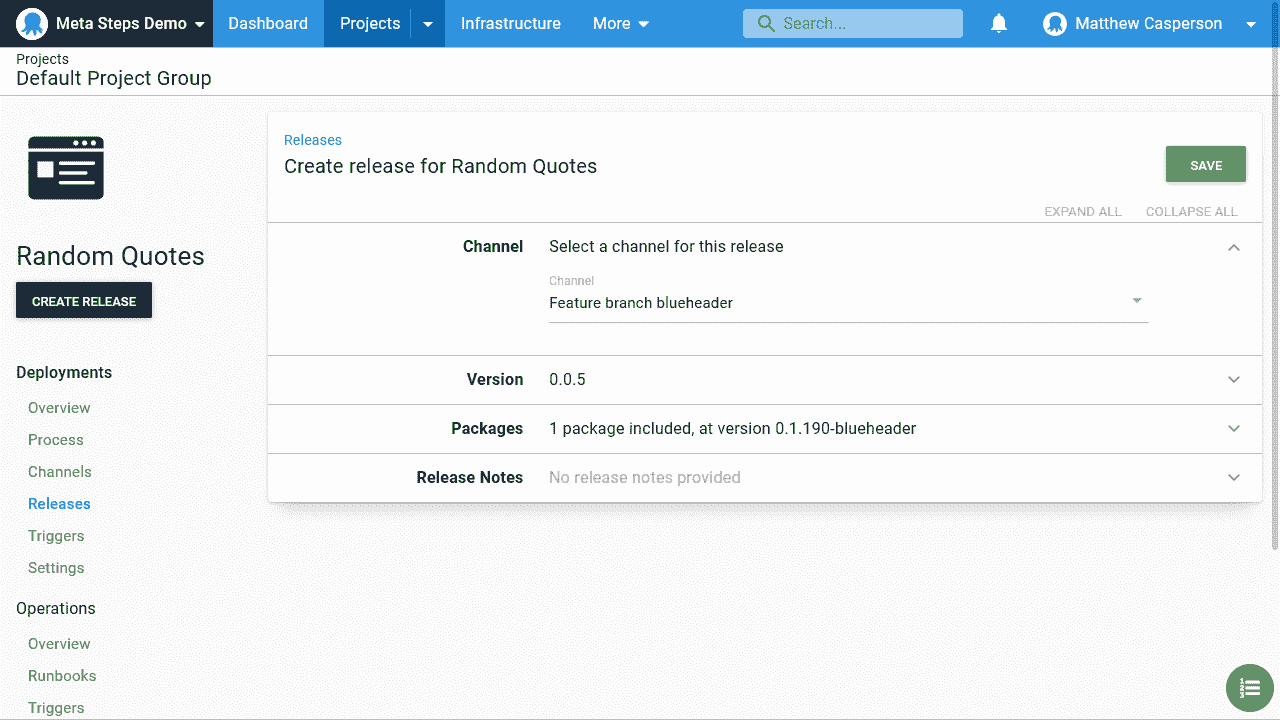 Meta Steps Demo Dashboard Projects Infrastructure More Search... Matthew Casperson
Projects
Default Project Group
Random Quotes
CREATE RELEASE
Deployments
Overview
Process
Channels
Releases
Triggers
Settings
Operations
Overview
Runbooks
Triggers
Releases
Create release for Random Quotes
SAVE
EXPAND ALL COLLAPSE ALL
Channel Select a channel for this release
Channel
Feature branch blueheader
Version 0.0.5
Packages 1 package included, at version 0.1.190-blueheader
Release Notes No release notes provided